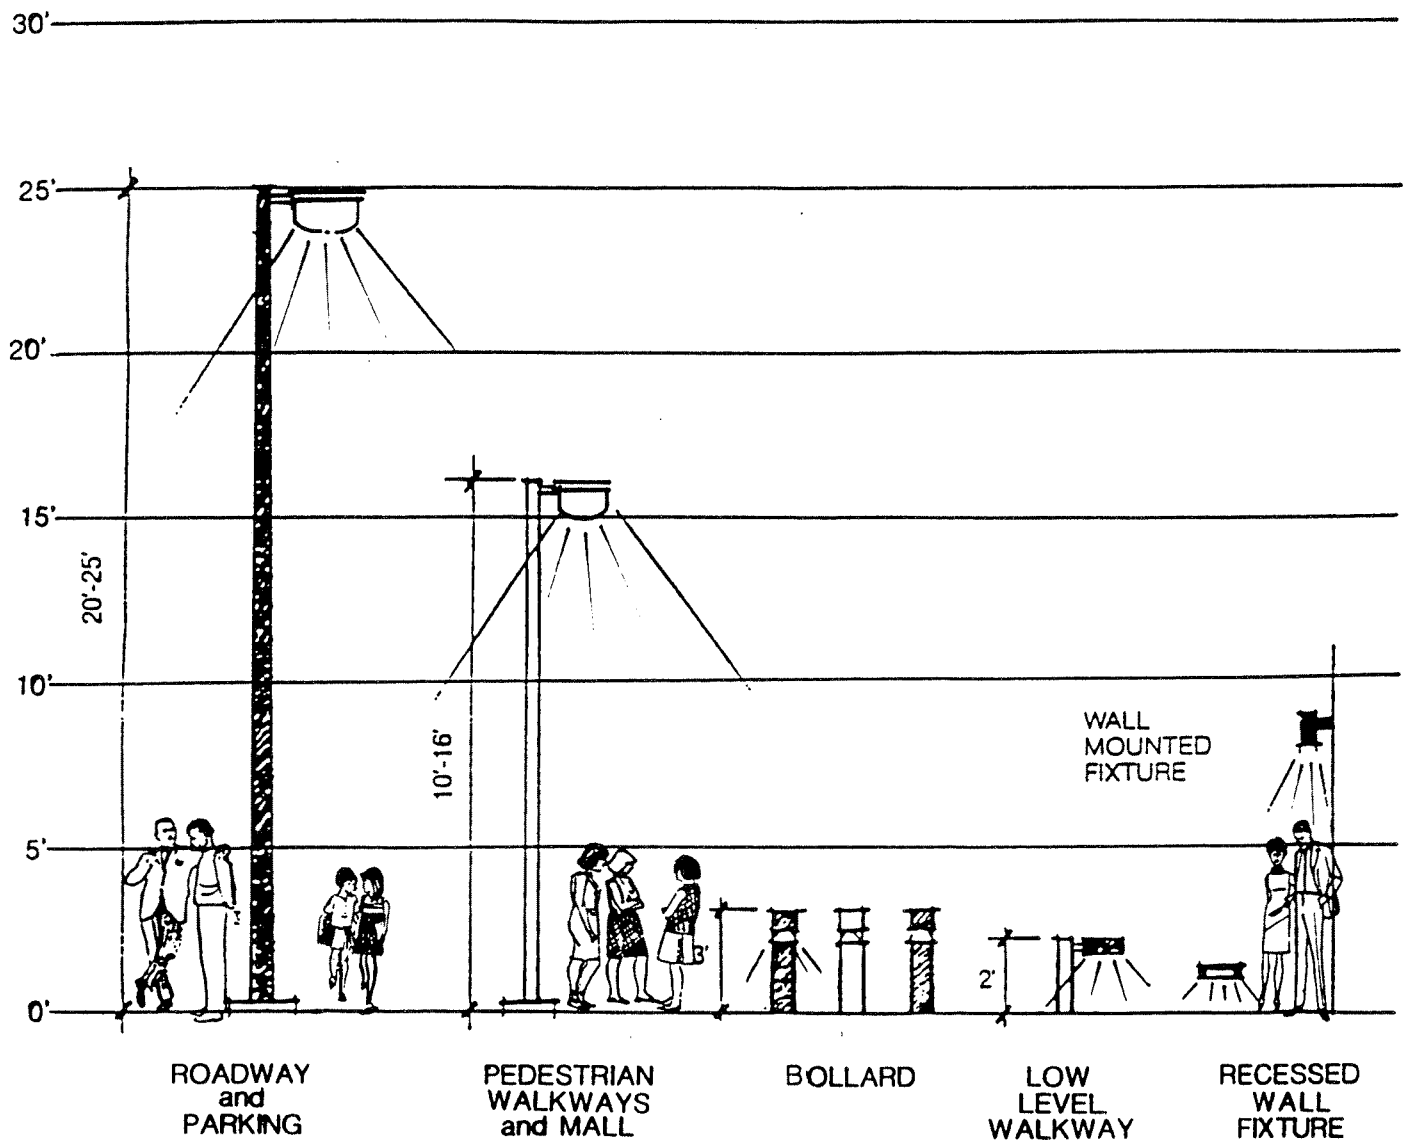 30'
25'
20'
15'
10'
5'
0'
20'-25'
10'-16'
3'
2'
WALL
MOUNTED
FIXTURE
ROADWAY
and
PARKING
PEDESTRIAN
WALKWAYS
and MALL
BOLLARD
LOW
LEVEL
WALKWAY
RECESSED
WALL
FIXTURE